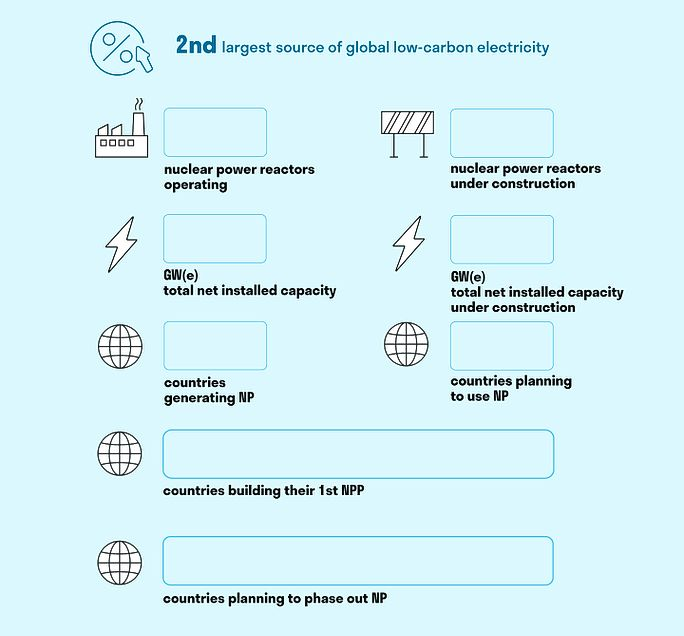 2nd largest source of global low-carbon electricity
nuclear power reactors
operating
nuclear power reactors
under construction
GW(e)
total net installed capacity
GW(e)
total net installed capacity
under construction
countries
generating NP
countries planning
to use NP
countries building their 1st NPP
countries planning to phase out NP